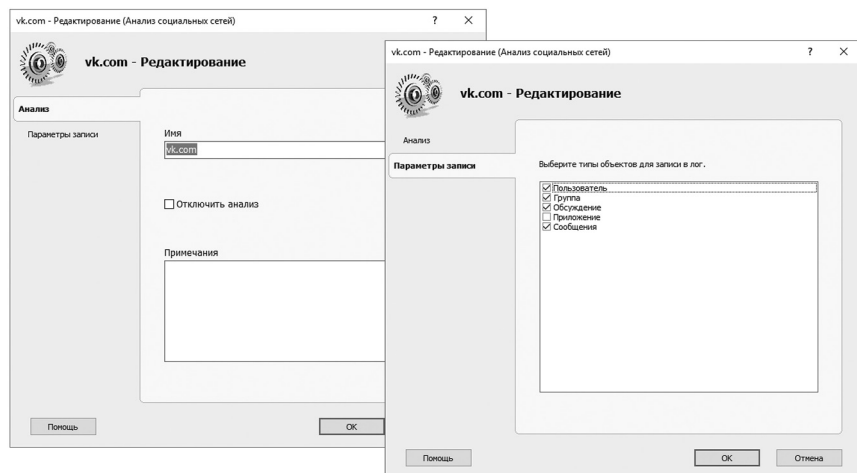 vk.com - Редактирование (Анализ социальных сетей)
vk.com - Редактирование
Анализ
Параметры записи
Имя
vk.com
Отключить анализ
Примечания
Помощь
OK
vk.com - Редактирование (Анализ социальных сетей)
vk.com - Редактирование
Анализ
Параметры записи
Выберите типы объектов для записи в лог.
Пользователь
Группа
Обсуждение
Приложение
Сообщения
Помощь
OK
Отмена